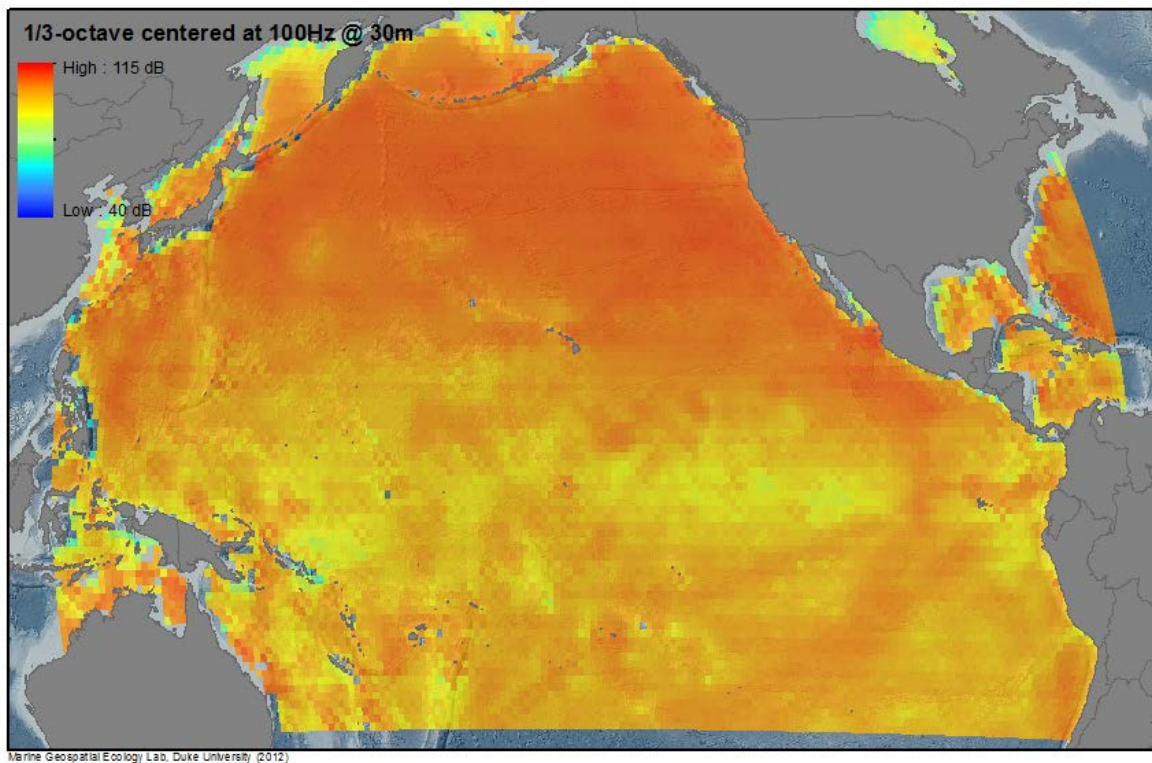 1/3-octave centered at 100Hz @ 30m
High : 115 dB
Low : 40 dB
Marine Geospatial Ecology Lab, Duke University (2012)